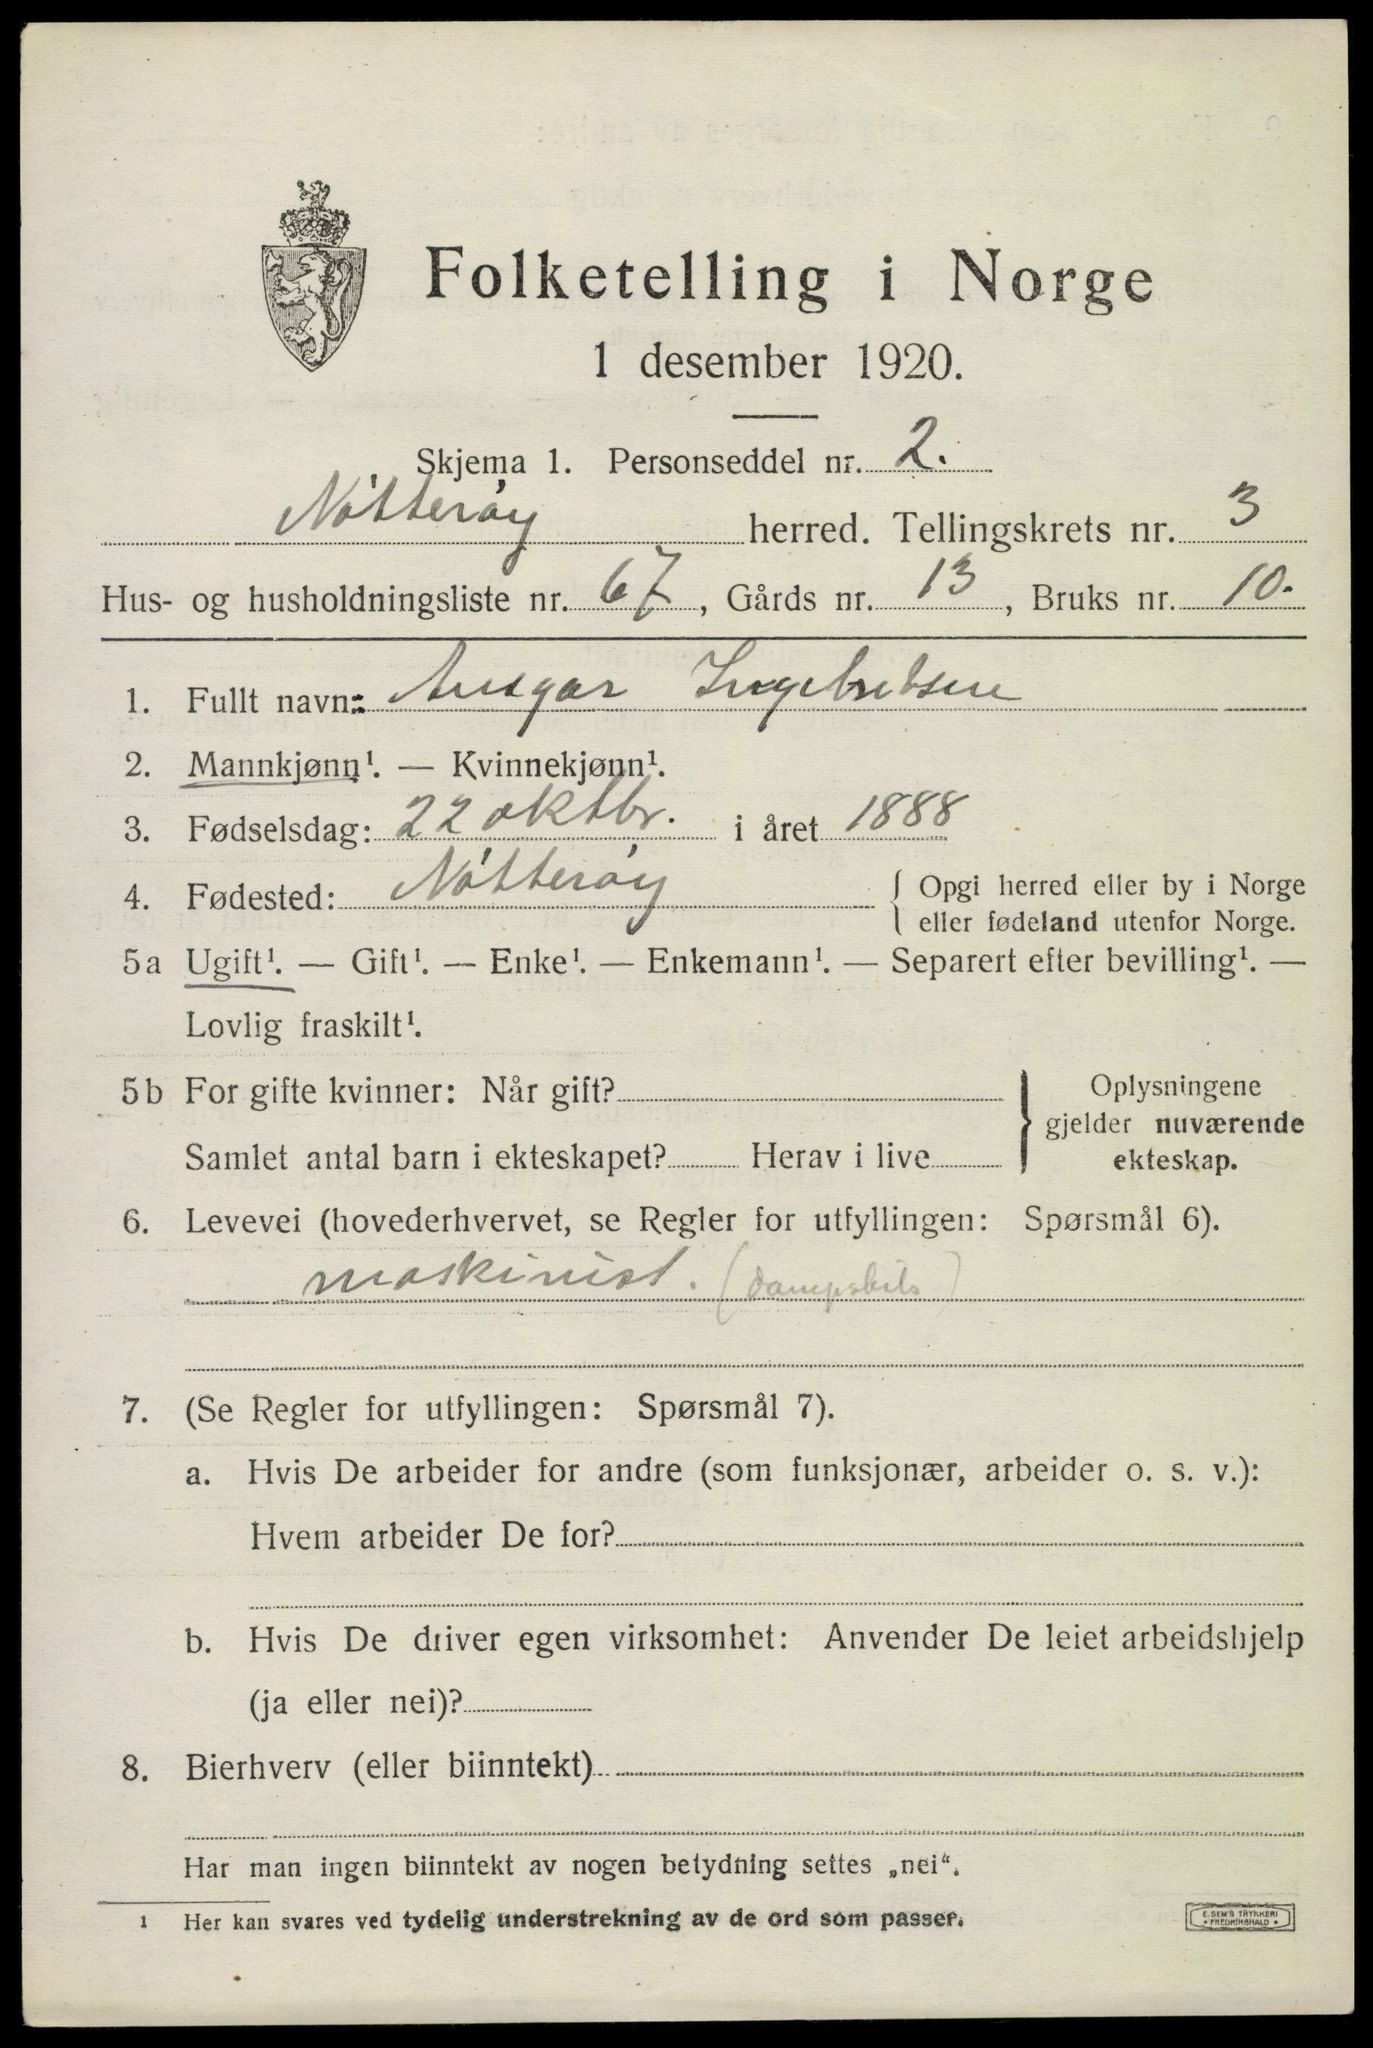 Folketelling i Norge
1 desember 1920.
Skjema 1. Personseddel nr. 2.
Nøtterøy herred. Tellingskrets nr. 3
Hus- og husholdningsliste nr. 67, Gårds nr. 13, Bruks nr. 10.
1. Fullt navn: Ansgar Ingebretsen
2. Mannkjønn¹. — Kvinnekjønn¹.
3. Fødselsdag: 22 oktbr. i året 1888
4. Fødested: Nøtterøy { Opgi herred eller by i Norge
eller fødeland utenfor Norge.
5a Ugift¹. — Gift¹. — Enke¹. — Enkemann¹. — Separert efter bevilling¹. —
Lovlig fraskilt¹.
5b For gifte kvinner: Når gift?
Samlet antal barn i ekteskapet? Herav i live
} Oplysningene
gjelder nuværende
ekteskap.
6. Levevei (hovederhvervet, se Regler for utfyllingen: Spørsmål 6).
maskinist. (dampskib)
7. (Se Regler for utfyllingen: Spørsmål 7).
a. Hvis De arbeider for andre (som funksjonær, arbeider o. s. v.):
Hvem arbeider De for?
b. Hvis De driver egen virksomhet: Anvender De leiet arbeidshjelp
(ja eller nei)?
8. Bierhverv (eller biinntekt)
Har man ingen biinntekt av nogen betydning settes „nei“.
¹ Her kan svares ved tydelig understrekning av de ord som passer.
E. SEM'S TRYKKERI
• FREDRIKSHALD •